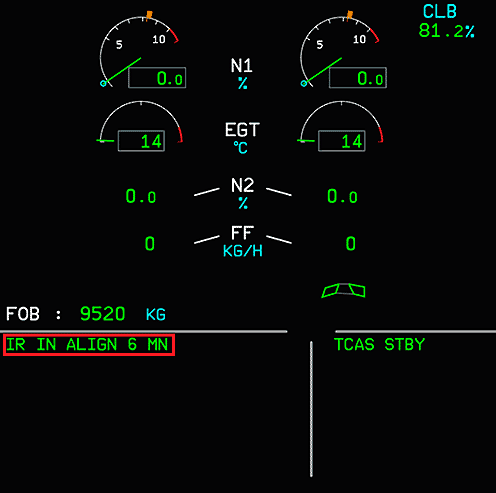 CLB
81.2%
5 10 5 10
0.0 N1 0.0
%
EGT
14 °C 14
0.0 N2 0.0
%
0 FF 0
KG/H
FOB : 9520 KG
IR IN ALIGN 6 MN TCAS STBY